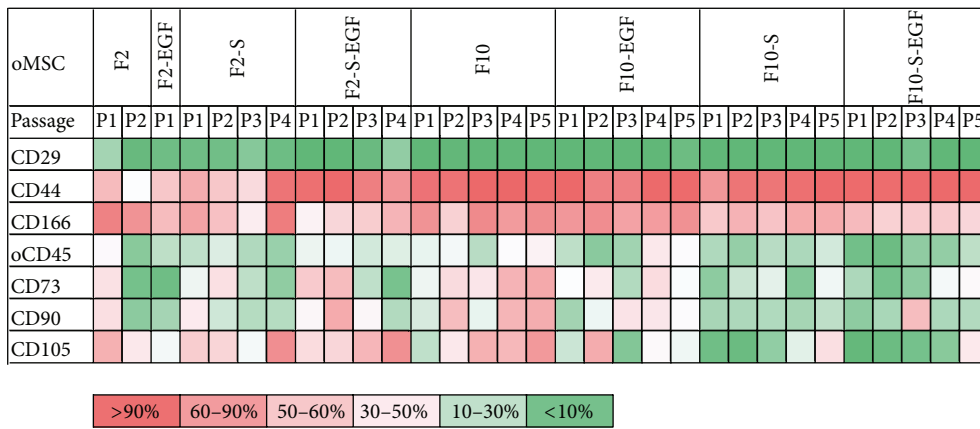 oMSC F2 F2-EGF F2-S F2-S-EGF F10 F10-EGF F10-S F10-S-EGF
Passage P1 P2 P1 P1 P2 P3 P4 P1 P2 P3 P4 P1 P2 P3 P4 P5 P1 P2 P3 P4 P5 P1 P2 P3 P4 P5 P1 P2 P3 P4 P5
CD29
CD44
CD166
oCD45
CD73
CD90
CD105
>90% 60–90% 50–60% 30–50% 10–30% <10%